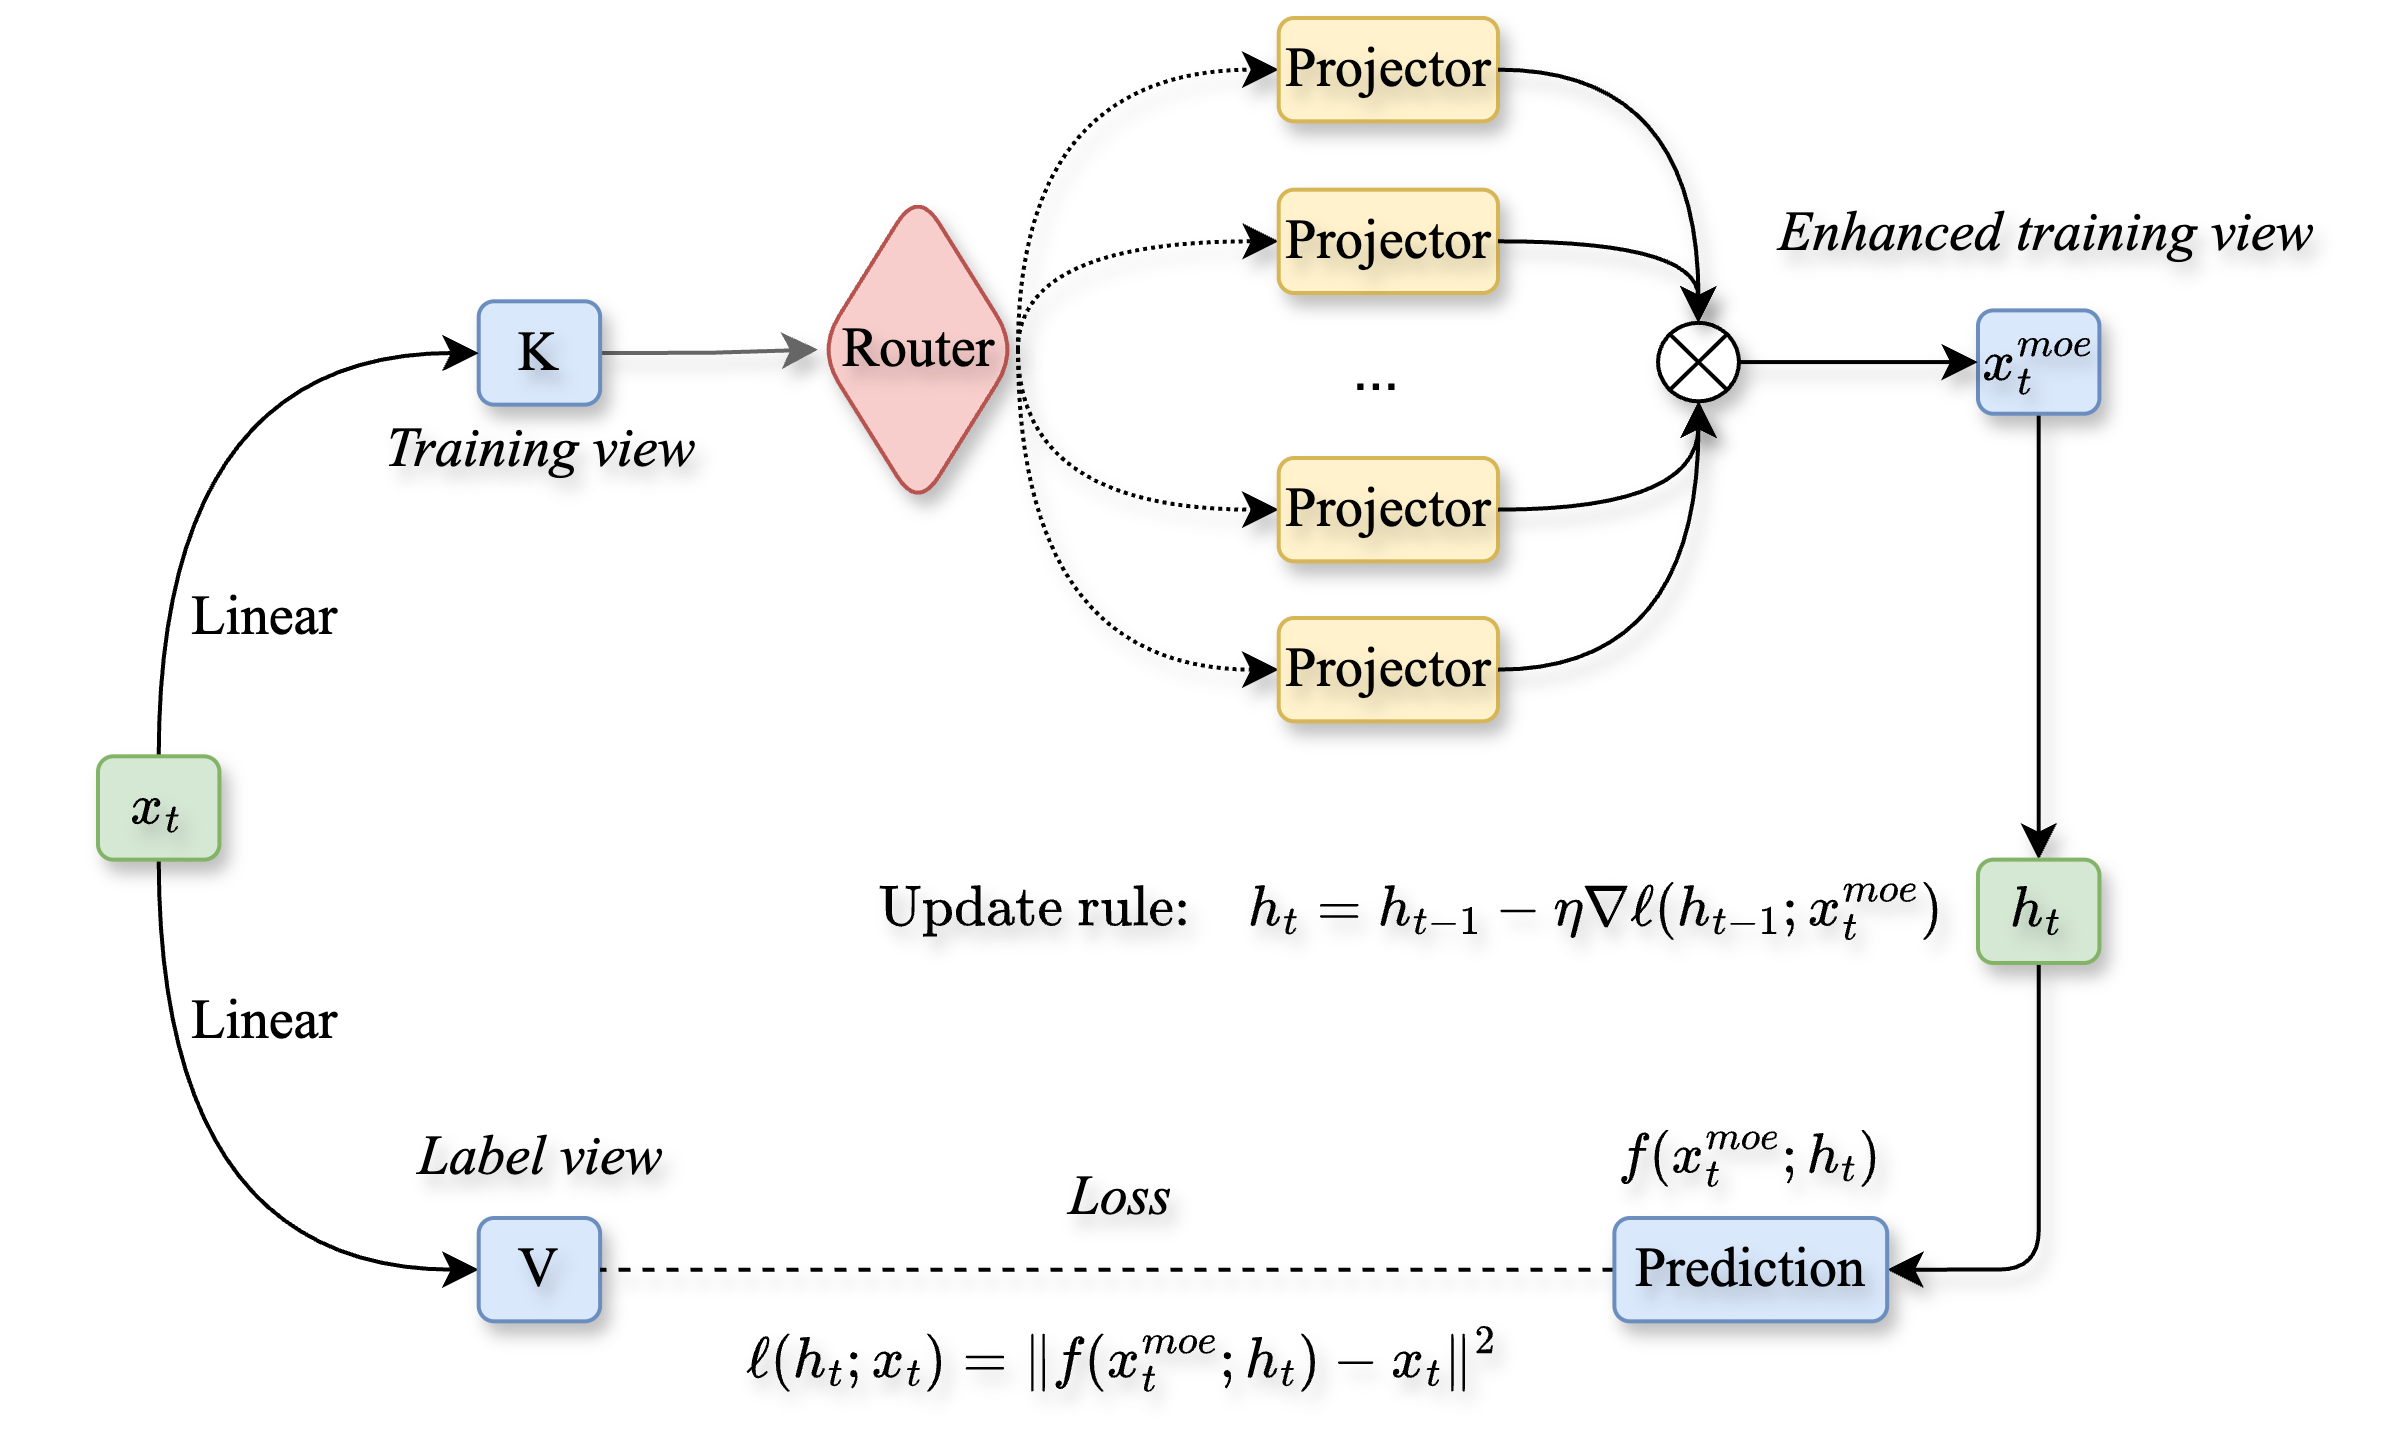 Projector
Projector
Enhanced training view
K
Router
$x_t^{moe}$
...
Training view
Projector
Linear
Projector
$x_t$
Update rule: $h_t = h_{t-1} - \eta \nabla \ell(h_{t-1}; x_t^{moe})$
$h_t$
Linear
Label view
$f(x_t^{moe}; h_t)$
Loss
V
Prediction
$\ell(h_t; x_t) = \| f(x_t^{moe}; h_t) - x_t \|^2$